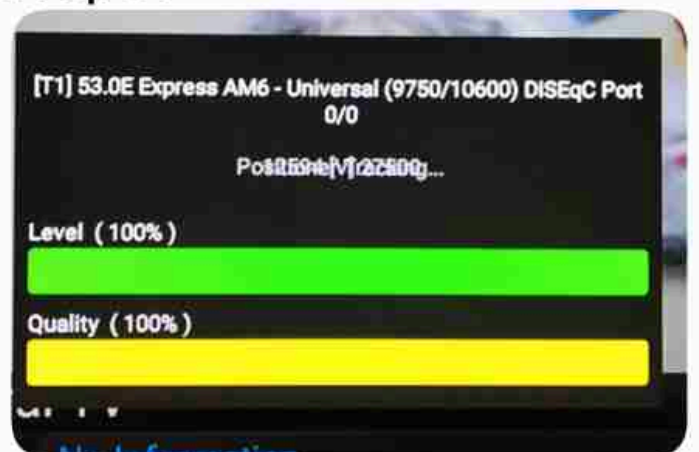 [T1] 53.0E Express AM6 - Universal (9750/10600) DISEqC Port
0/0
Level ( 100% )
Quality ( 100% )